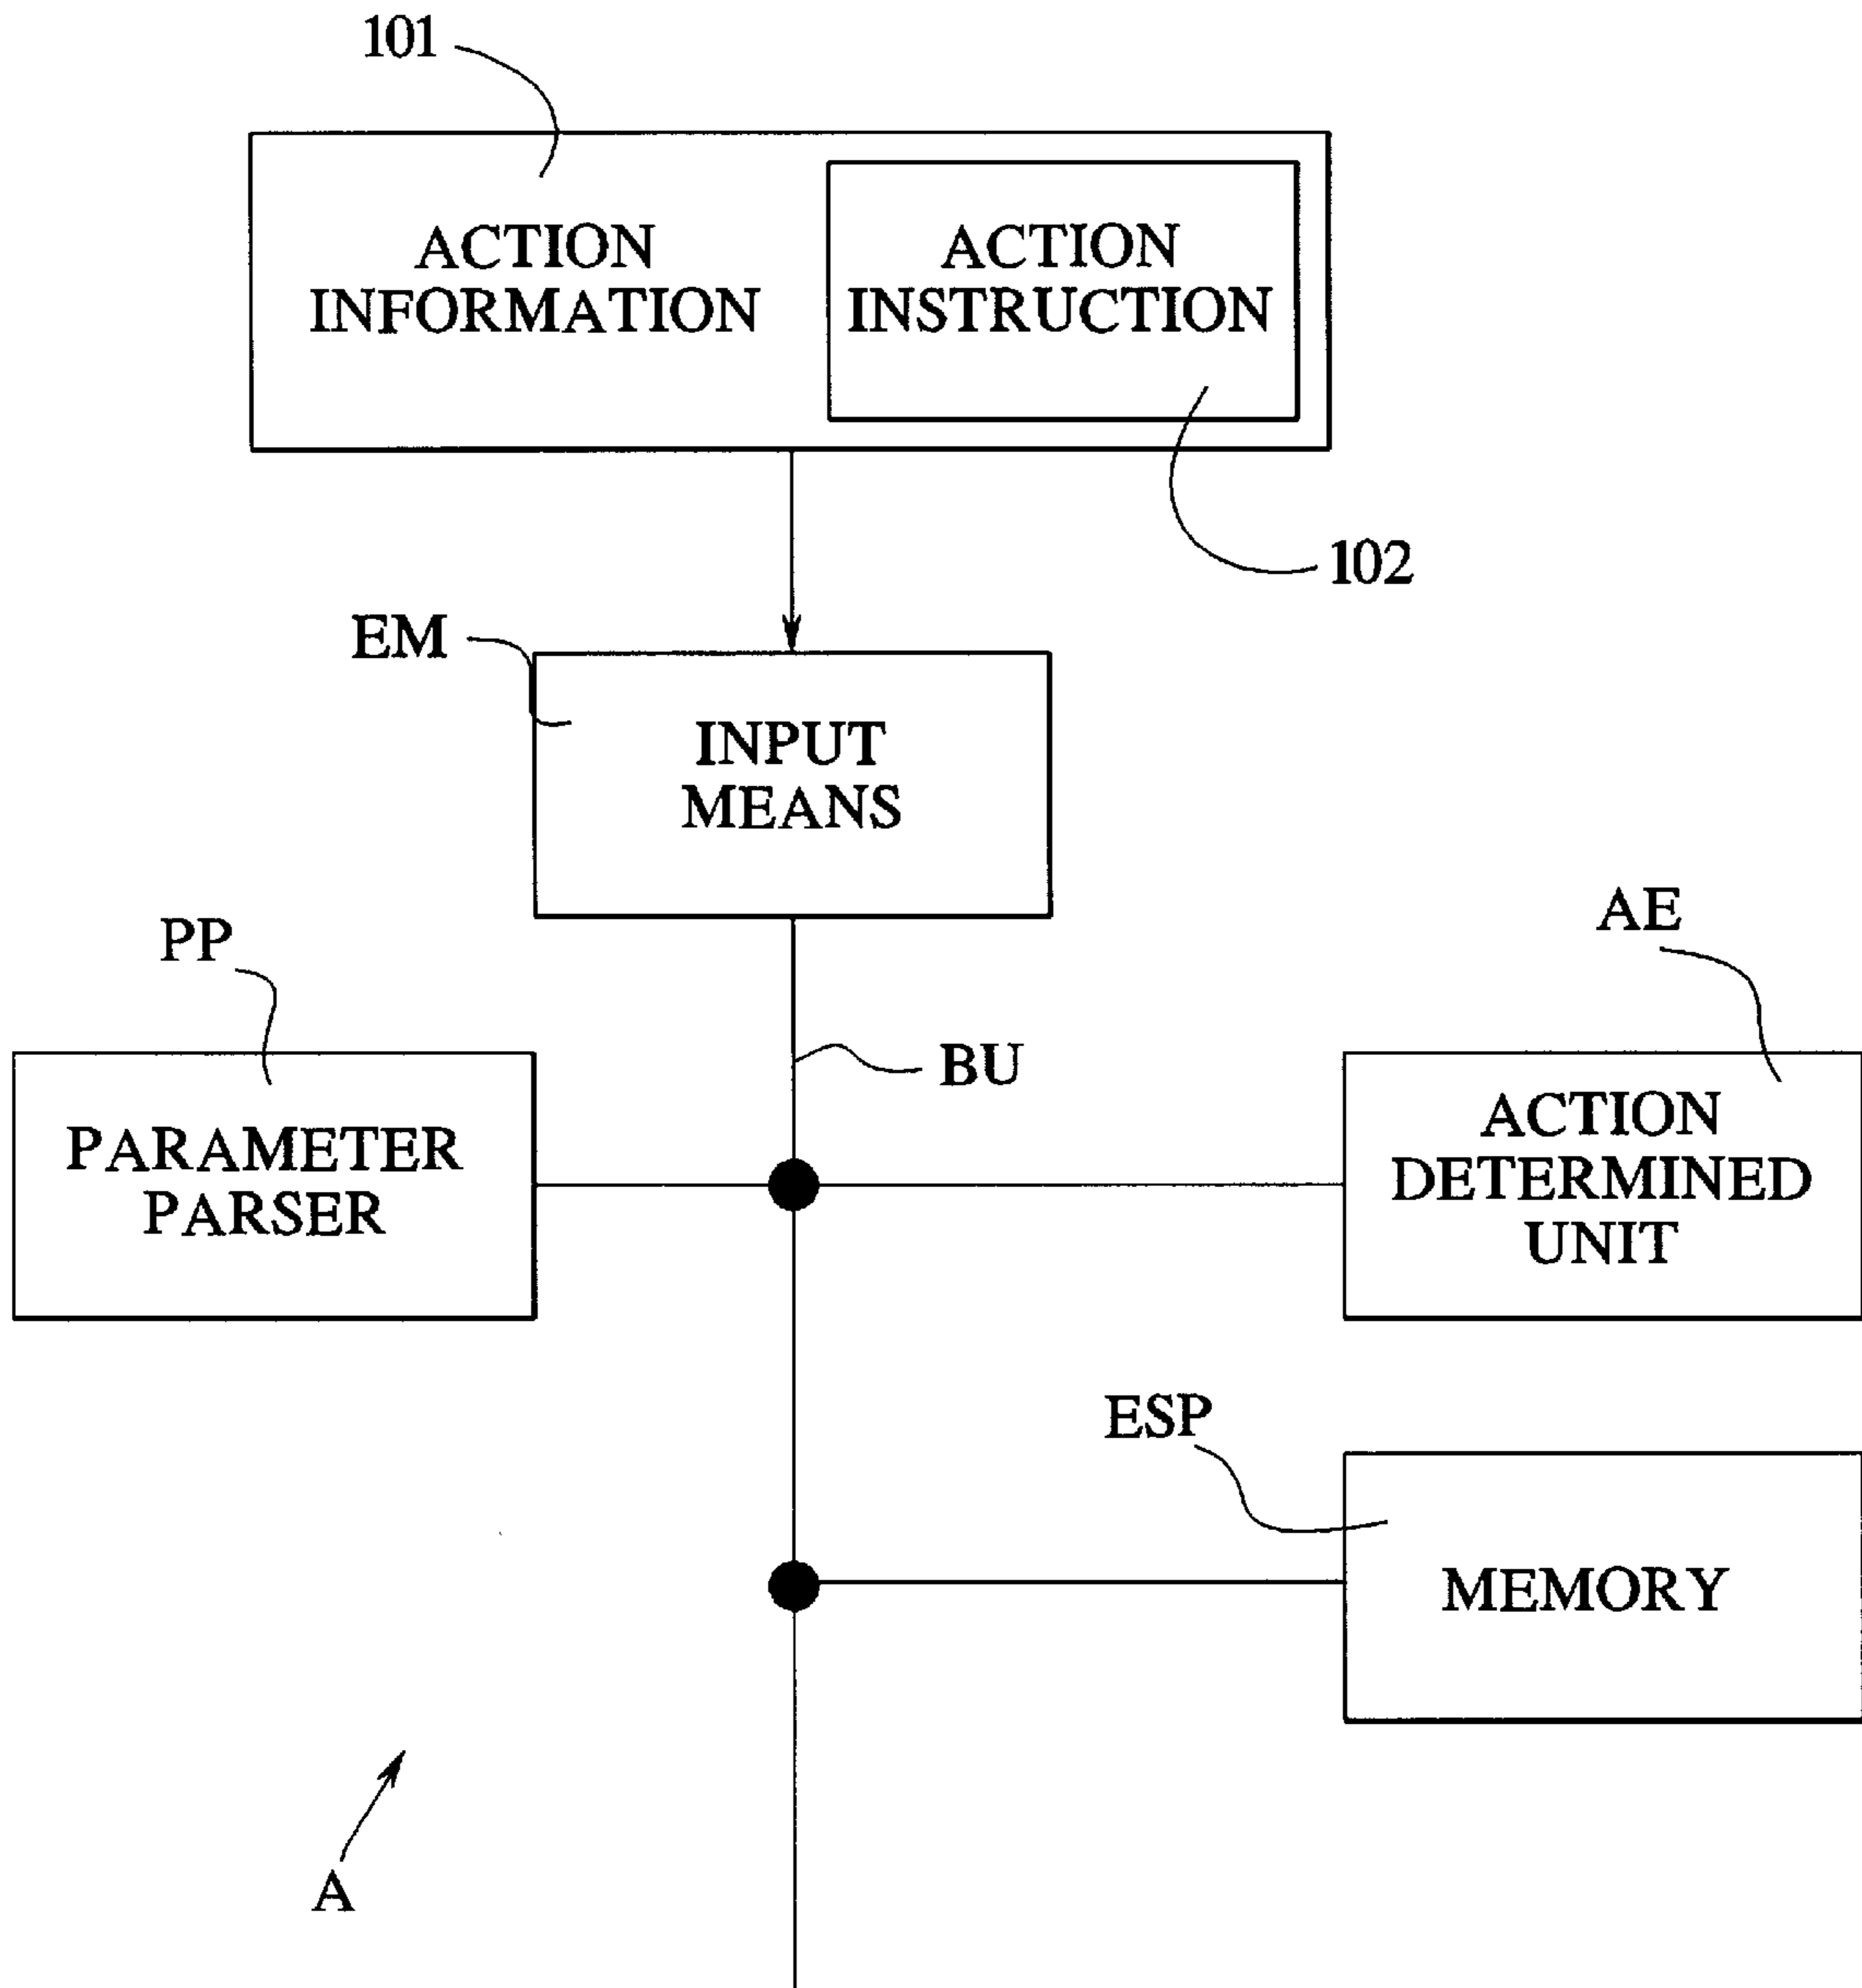 101
ACTION
INFORMATION
ACTION
INSTRUCTION
102
EM
INPUT
MEANS
PP
AE
BU
PARAMETER
PARSER
ACTION
DETERMINED
UNIT
ESP
MEMORY
A